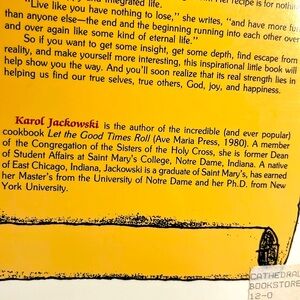 integrated life.
recipe is for nothing
"Live like you have nothing to lose," she writes, "and have more fun
than anyone else—the end and the beginning running into each other over
and over again like some kind of eternal life."
So if you want to get some insight, get some depth, find escape from
reality, and make yourself more interesting, this inspirational little book will
help show you the way. And you'll soon realize that its real strength lies in
helping us find our true selves, true others, God, joy, and happiness.
Karol Jackowski is the author of the incredible (and ever popular)
cookbook Let the Good Times Roll (Ave Maria Press, 1980). A member
of the Congregation of the Sisters of the Holy Cross, she is former Dean
of Student Affairs at Saint Mary's College, Notre Dame, Indiana. A native
of East Chicago, Indiana, Jackowski is a graduate of Saint Mary's, has earned
her Master's from the University of Notre Dame and her Ph.D. from New
York University.
CATHEDRAL
BOOKSTORE
12-0